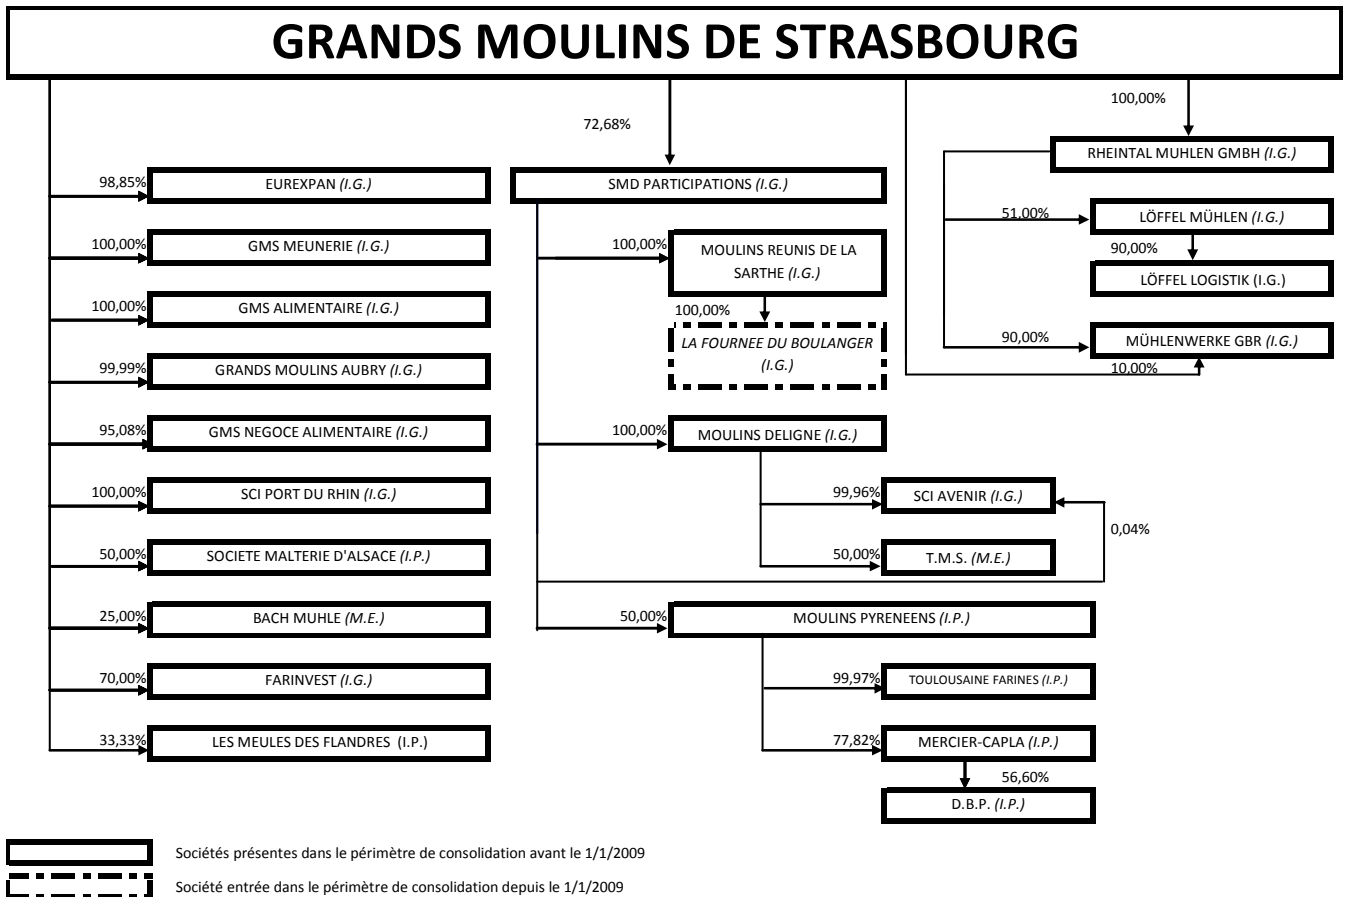 GRANDS MOULINS DE STRASBOURG
98,85%
EUREXPAN (I.G.)
100,00%
GMS MEUNERIE (I.G.)
100,00%
GMS ALIMENTAIRE (I.G.)
99,99%
GRANDS MOULINS AUBRY (I.G.)
95,08%
GMS NEGOCE ALIMENTAIRE (I.G.)
100,00%
SCI PORT DU RHIN (I.G.)
50,00%
SOCIETE MALTERIE D'ALSACE (I.P.)
25,00%
BACH MUHLE (M.E.)
70,00%
FARINVEST (I.G.)
33,33%
LES MEULES DES FLANDRES (I.P.)
72,68%
SMD PARTICIPATIONS (I.G.)
100,00%
MOULINS REUNIS DE LA
SARTHE (I.G.)
100,00%
LA FOURNEE DU BOULANGER
(I.G.)
100,00%
MOULINS DELIGNE (I.G.)
99,96%
SCI AVENIR (I.G.)
0,04%
50,00%
T.M.S. (M.E.)
50,00%
MOULINS PYRENEENS (I.P.)
99,97%
TOULOUSAINE FARINES (I.P.)
77,82%
MERCIER-CAPLA (I.P.)
56,60%
D.B.P. (I.P.)
100,00%
RHEINTAL MUHLEN GMBH (I.G.)
51,00%
LÖFFEL MÜHLEN (I.G.)
90,00%
LÖFFEL LOGISTIK (I.G.)
90,00%
MÜHLENWERKE GBR (I.G.)
10,00%
Sociétés présentes dans le périmètre de consolidation avant le 1/1/2009
Société entrée dans le périmètre de consolidation depuis le 1/1/2009